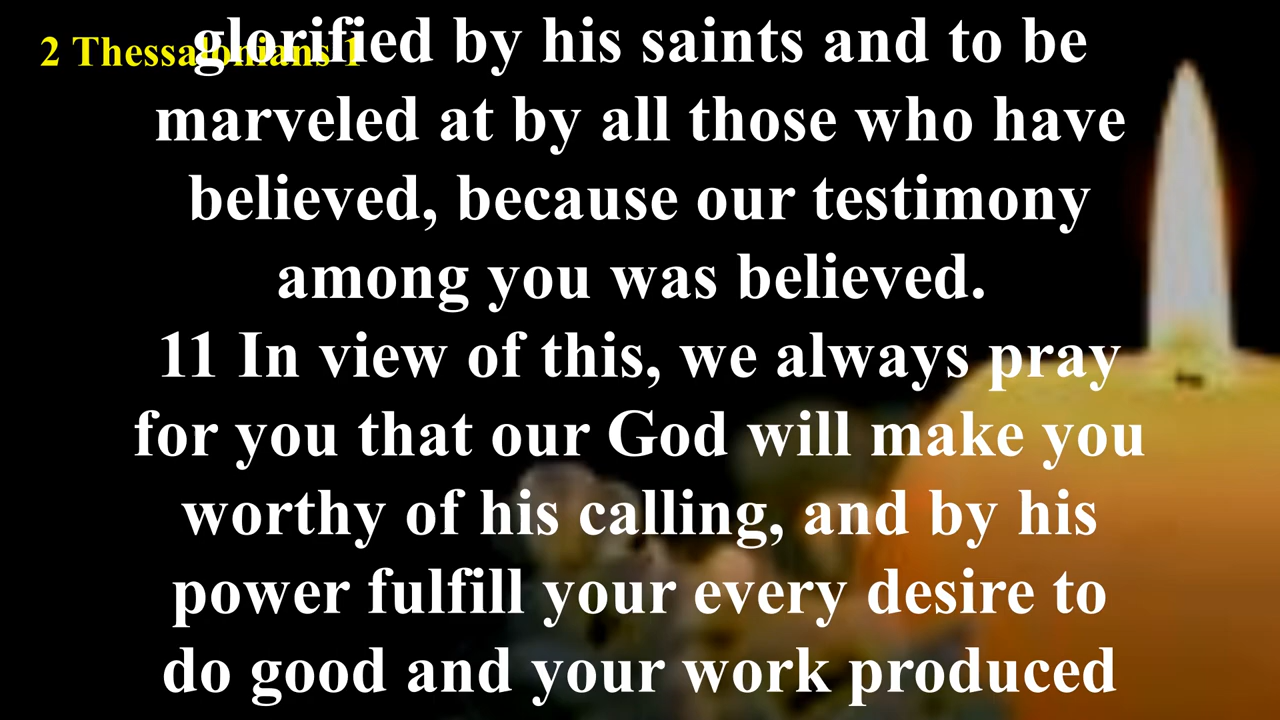 2 Thessalonians 1
glorified by his saints and to be
marveled at by all those who have
believed, because our testimony
among you was believed.
11 In view of this, we always pray
for you that our God will make you
worthy of his calling, and by his
power fulfill your every desire to
do good and your work produced